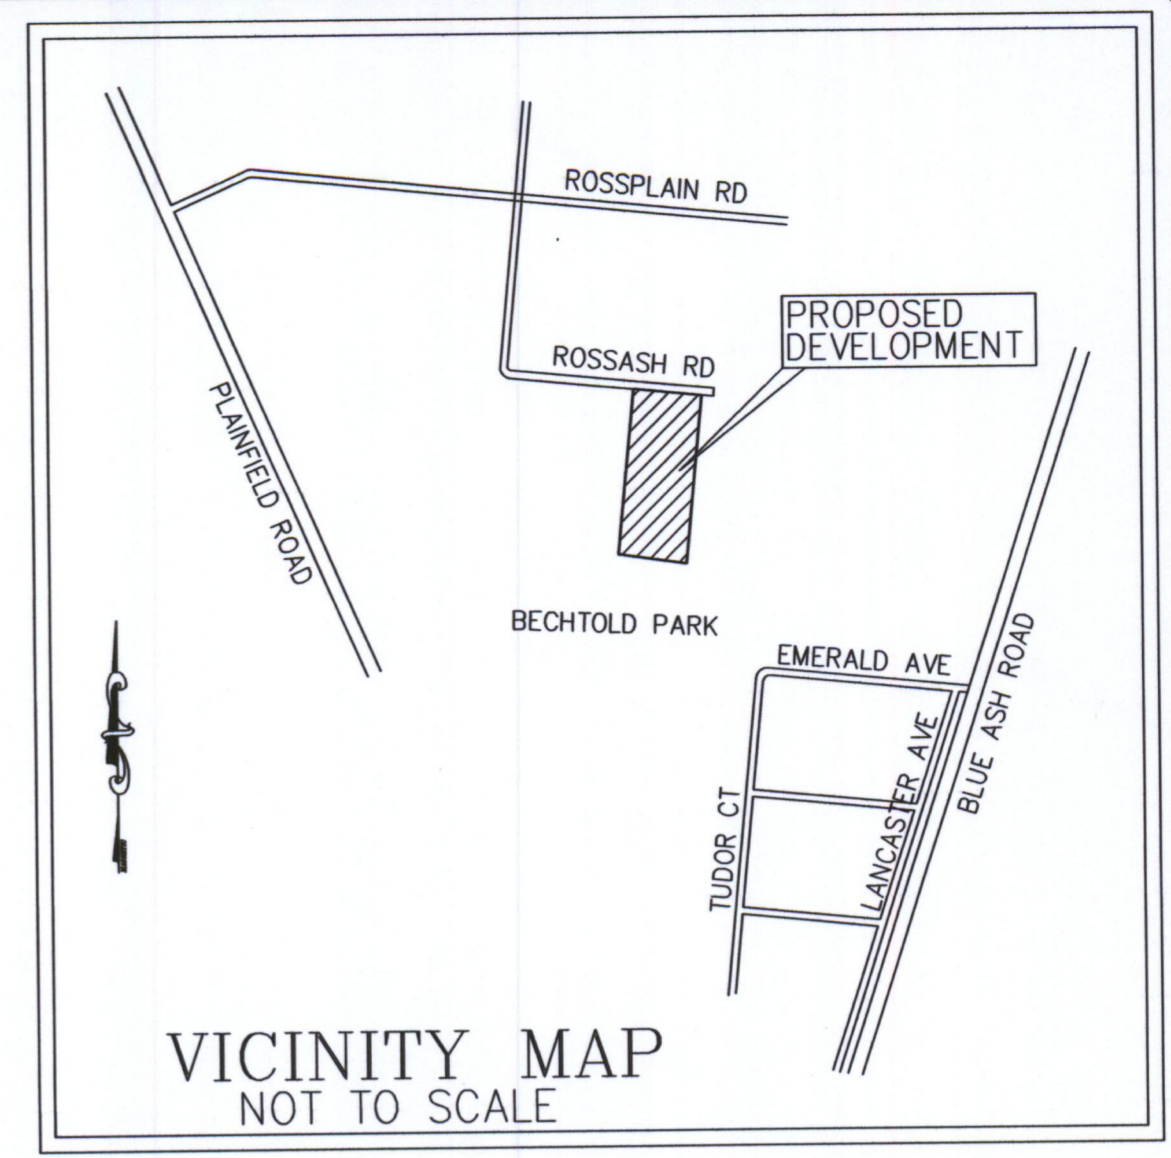 ROSSPLAIN RD
PROPOSED
DEVELOPMENT
ROSSASH RD
PLAINFIELD ROAD
BECHTOLD PARK
EMERALD AVE
BLUE ASH ROAD
LANCASTER AVE
TUDOR CT
VICINITY MAP
NOT TO SCALE